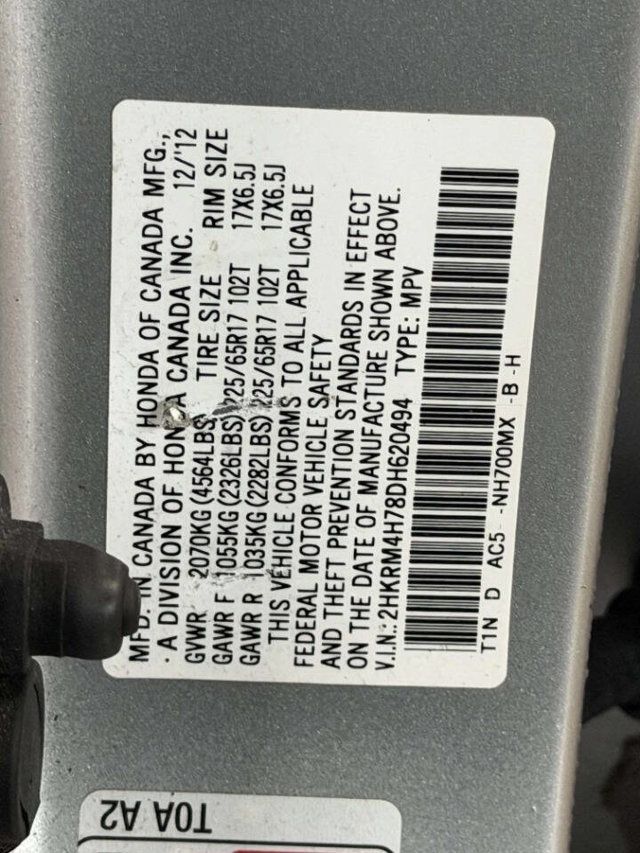 MFD. IN CANADA BY HONDA OF CANADA MFG.,
A DIVISION OF HONDA CANADA INC. 12/'12
GVWR 2070KG (4564LBS) TIRE SIZE RIM SIZE
GAWR F 1055KG (2326LBS) 225/65R17 102T 17X6.5J
GAWR R 1035KG (2282LBS) 225/65R17 102T 17X6.5J
THIS VEHICLE CONFORMS TO ALL APPLICABLE
FEDERAL MOTOR VEHICLE SAFETY
AND THEFT PREVENTION STANDARDS IN EFFECT
ON THE DATE OF MANUFACTURE SHOWN ABOVE.
V.I.N.: 2HKRM4H78DH620494 TYPE: MPV
T1N D AC5 -NH700MX -B -H
T0A A2